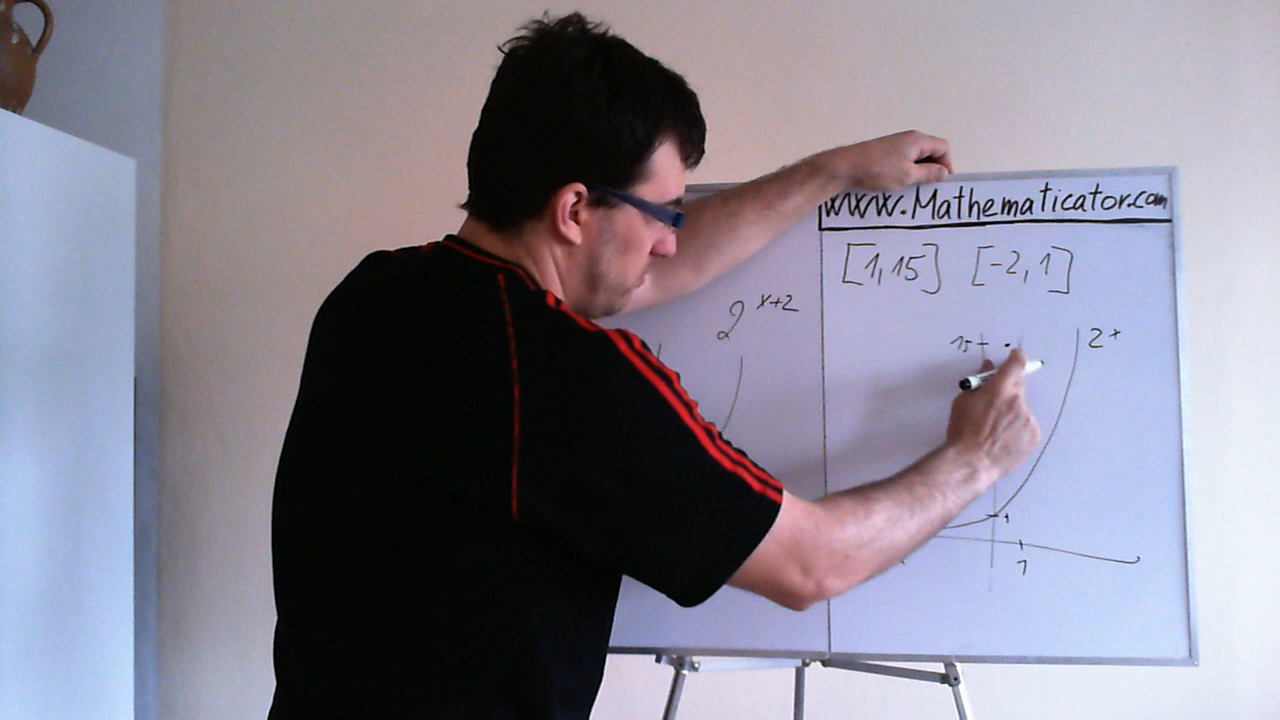 www.Mathematicator.com
[1,15] [-2,1]
2^{x+2}
15 2^x
1
1